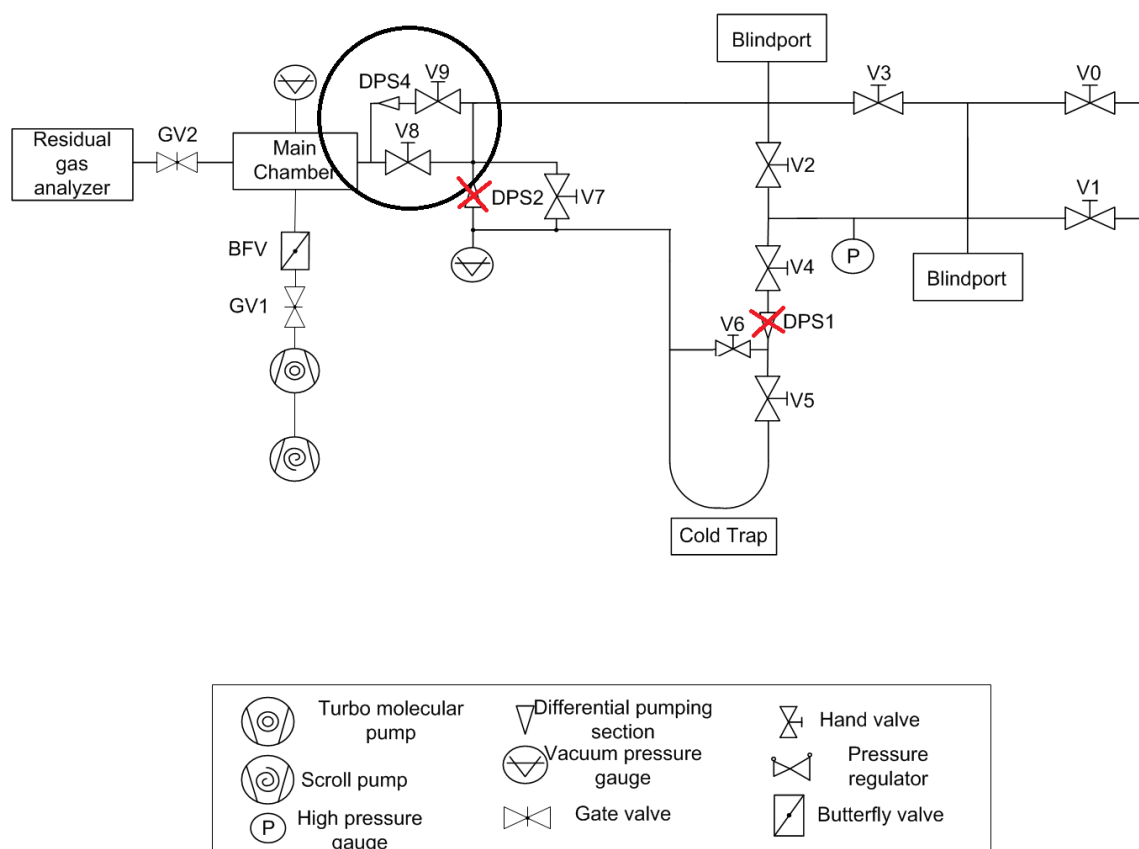 Blindport
V9
DPS4
V3
V0
GV2
V8
Residual
gas
analyzer
Main
Chamber
V2
DPS2
V7
V1
BFV
P
V4
Blindport
GV1
V6
DPS1
V5
Cold Trap
Turbo molecular
pump
Differential pumping
section
Hand valve
Scroll pump
Vacuum pressure
gauge
Pressure
regulator
P
High pressure
gauge
Gate valve
Butterfly valve